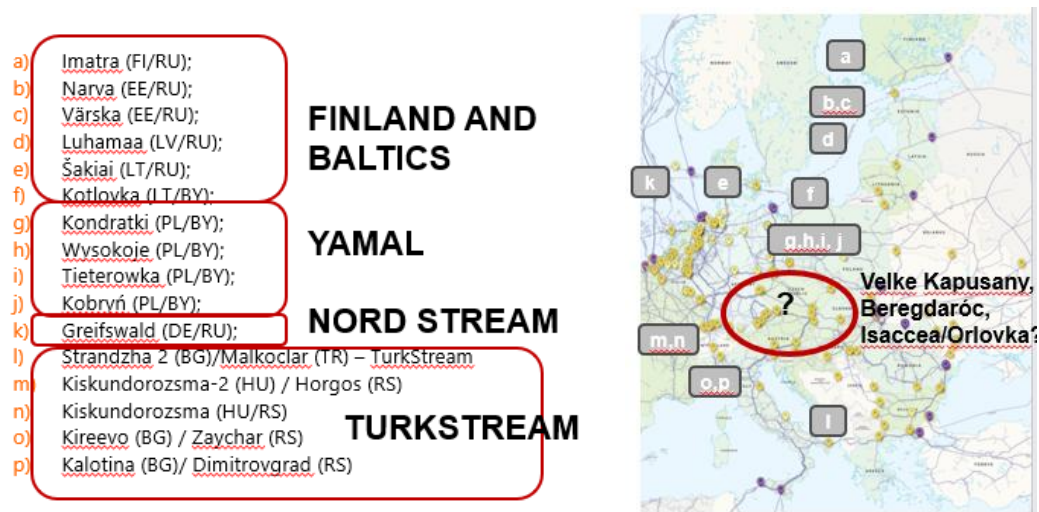 a) Imatra (FI/RU);
b) Narva (EE/RU);
c) Värska (EE/RU);
d) Luhamaa (LV/RU);
e) Šakiai (LT/RU);
f) Kotlovka (LT/BY);
g) Kondratki (PL/BY);
h) Wysokoje (PL/BY);
i) Tieterowka (PL/BY);
j) Kobryń (PL/BY);
k) Greifswald (DE/RU);
l) Strandzha 2 (BG)/Malkoclar (TR) – TurkStream
m) Kiskundorozsma-2 (HU) / Horgos (RS)
n) Kiskundorozsma (HU/RS)
o) Kireevo (BG) / Zaychar (RS)
p) Kalotina (BG)/ Dimitrovgrad (RS)
FINLAND AND
BALTICS
YAMAL
NORD STREAM
TURKSTREAM
a
b,c
d
k
e
f
g,h,i, j
?
Velke Kapusany,
Beregdaróc,
Isaccea/Orlovka?
m,n
o,p
l